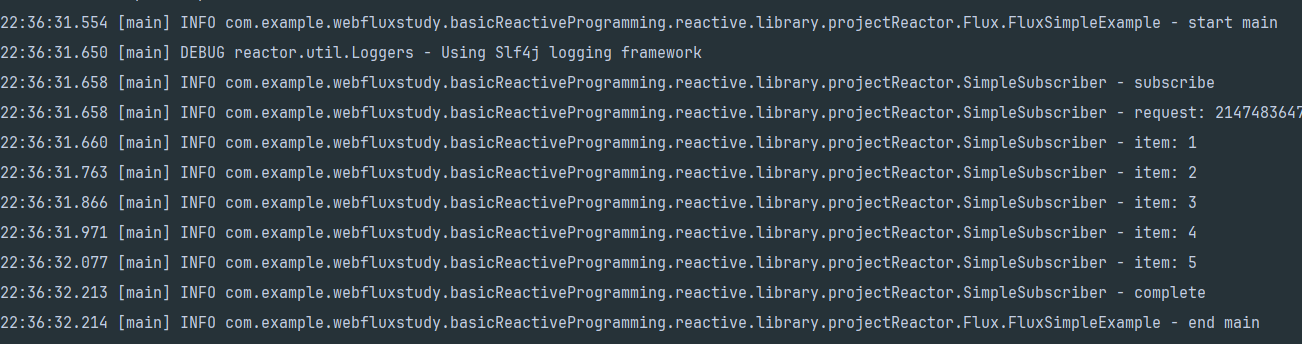 22:36:31.554 [main] INFO com.example.webfluxstudy.basicReactiveProgramming.reactive.library.projectReactor.Flux.FluxSimpleExample - start main
22:36:31.650 [main] DEBUG reactor.util.Loggers - Using Slf4j logging framework
22:36:31.658 [main] INFO com.example.webfluxstudy.basicReactiveProgramming.reactive.library.projectReactor.SimpleSubscriber - subscribe
22:36:31.658 [main] INFO com.example.webfluxstudy.basicReactiveProgramming.reactive.library.projectReactor.SimpleSubscriber - request: 2147483647
22:36:31.660 [main] INFO com.example.webfluxstudy.basicReactiveProgramming.reactive.library.projectReactor.SimpleSubscriber - item: 1
22:36:31.763 [main] INFO com.example.webfluxstudy.basicReactiveProgramming.reactive.library.projectReactor.SimpleSubscriber - item: 2
22:36:31.866 [main] INFO com.example.webfluxstudy.basicReactiveProgramming.reactive.library.projectReactor.SimpleSubscriber - item: 3
22:36:31.971 [main] INFO com.example.webfluxstudy.basicReactiveProgramming.reactive.library.projectReactor.SimpleSubscriber - item: 4
22:36:32.077 [main] INFO com.example.webfluxstudy.basicReactiveProgramming.reactive.library.projectReactor.SimpleSubscriber - item: 5
22:36:32.213 [main] INFO com.example.webfluxstudy.basicReactiveProgramming.reactive.library.projectReactor.SimpleSubscriber - complete
22:36:32.214 [main] INFO com.example.webfluxstudy.basicReactiveProgramming.reactive.library.projectReactor.Flux.FluxSimpleExample - end main